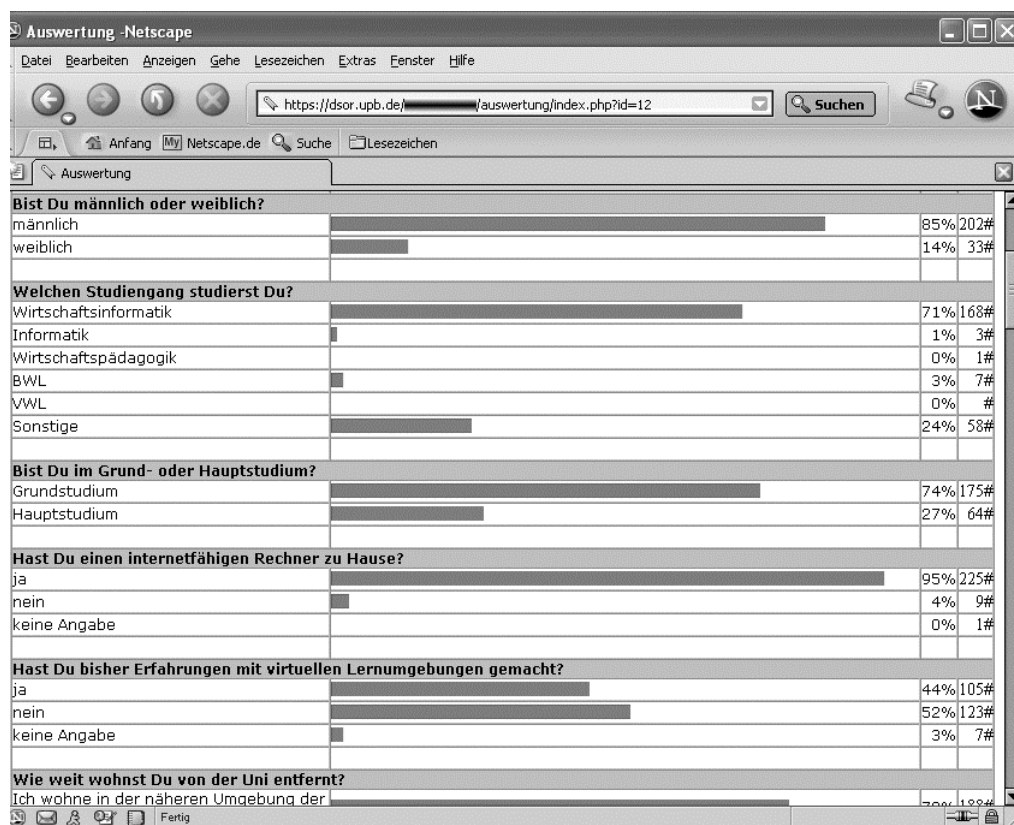 Auswertung -Netscape
Datei Bearbeiten Anzeigen Gehe Lesezeichen Extras Fenster Hilfe
https://dsor.upb.de/ /auswertung/index.php?id=12 Suchen N
Anfang My Netscape.de Suche Lesezeichen
Auswertung
Bist Du männlich oder weiblich?
männlich 85% 202#
weiblich 14% 33#
Welchen Studiengang studierst Du?
Wirtschaftsinformatik 71% 168#
Informatik 1% 3#
Wirtschaftspädagogik 0% 1#
BWL 3% 7#
VWL 0% #
Sonstige 24% 58#
Bist Du im Grund- oder Hauptstudium?
Grundstudium 74% 175#
Hauptstudium 27% 64#
Hast Du einen internetfähigen Rechner zu Hause?
ja 95% 225#
nein 4% 9#
keine Angabe 0% 1#
Hast Du bisher Erfahrungen mit virtuellen Lernumgebungen gemacht?
ja 44% 105#
nein 52% 123#
keine Angabe 3% 7#
Wie weit wohnst Du von der Uni entfernt?
Ich wohne in der näheren Umgebung der
Fertig